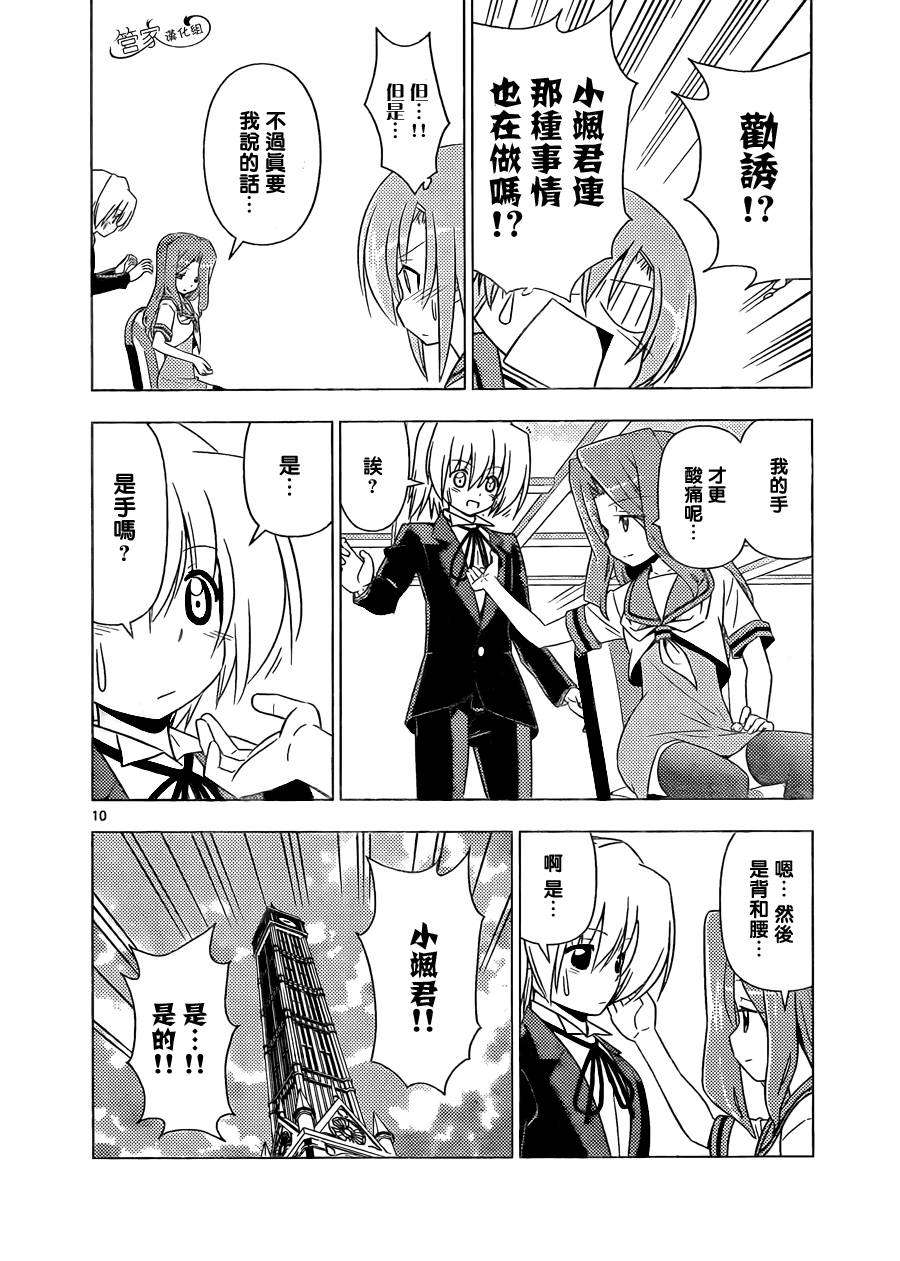 管家
漢化組
勸誘!?
小颯君連
那種事情
也在做嗎!?
但…!!
但是…
不過真要
我說的話…
我的手
才更
酸痛呢…
誒?
是…
是手嗎?
10
嗯…然後
是背和腰…
啊是…
小颯君!!
是…!!
是的!!